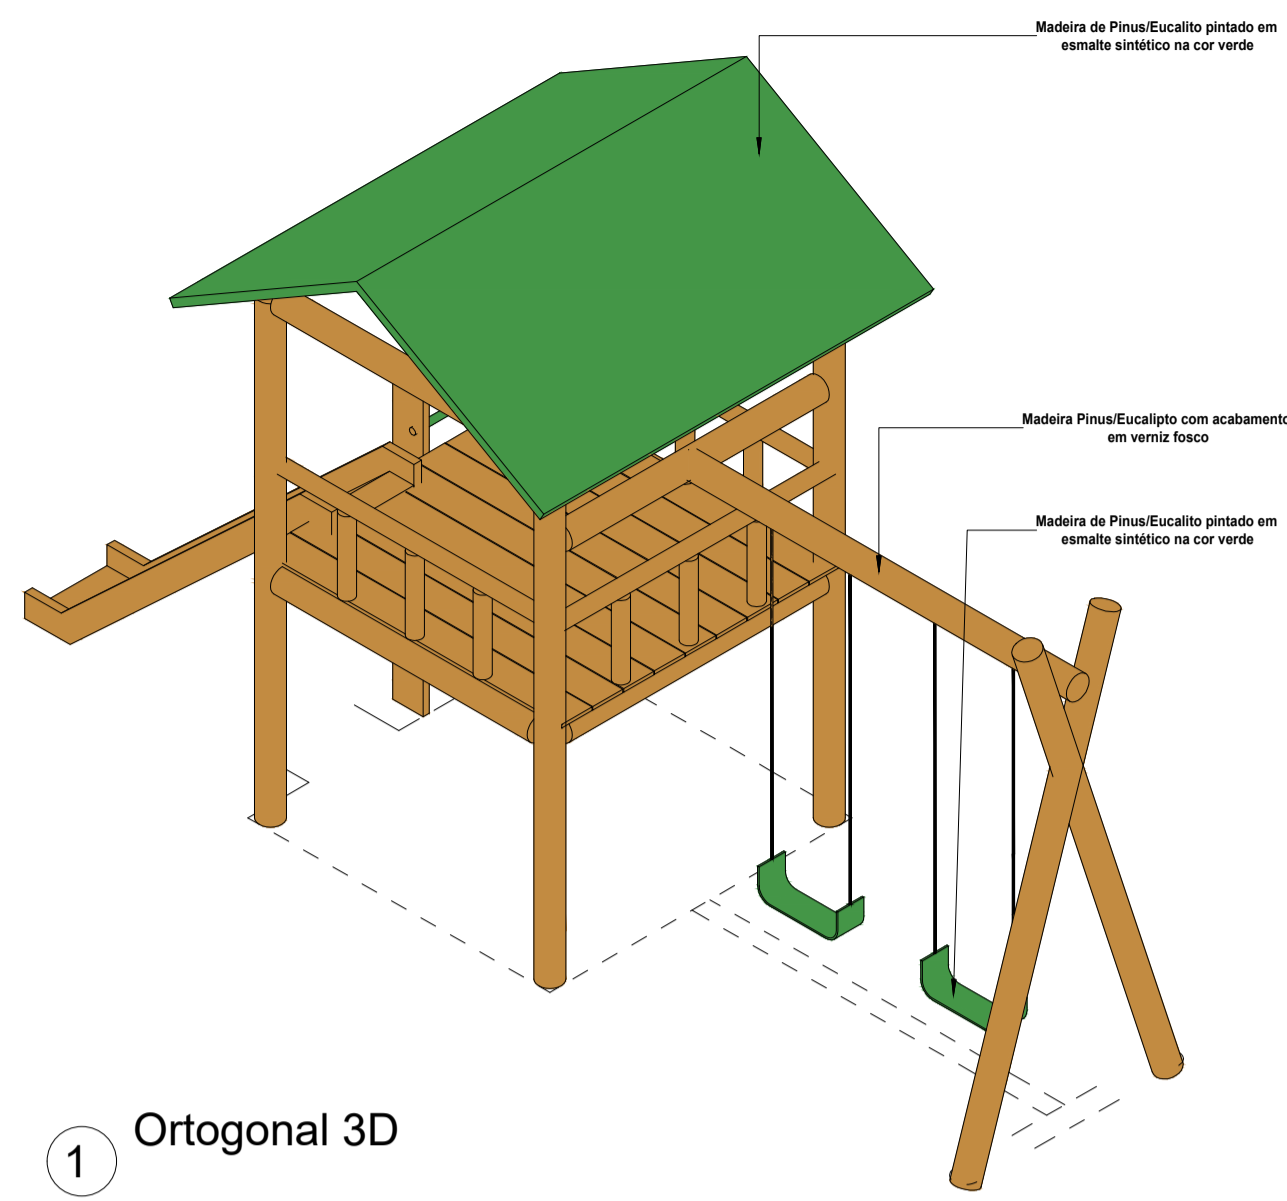 Madeira de Pinus/Eucalito pintado em
esmalte sintético na cor verde
Madeira Pinus/Eucalipto com acabamento
em verniz fosco
Madeira de Pinus/Eucalito pintado em
esmalte sintético na cor verde
Ortogonal 3D
1